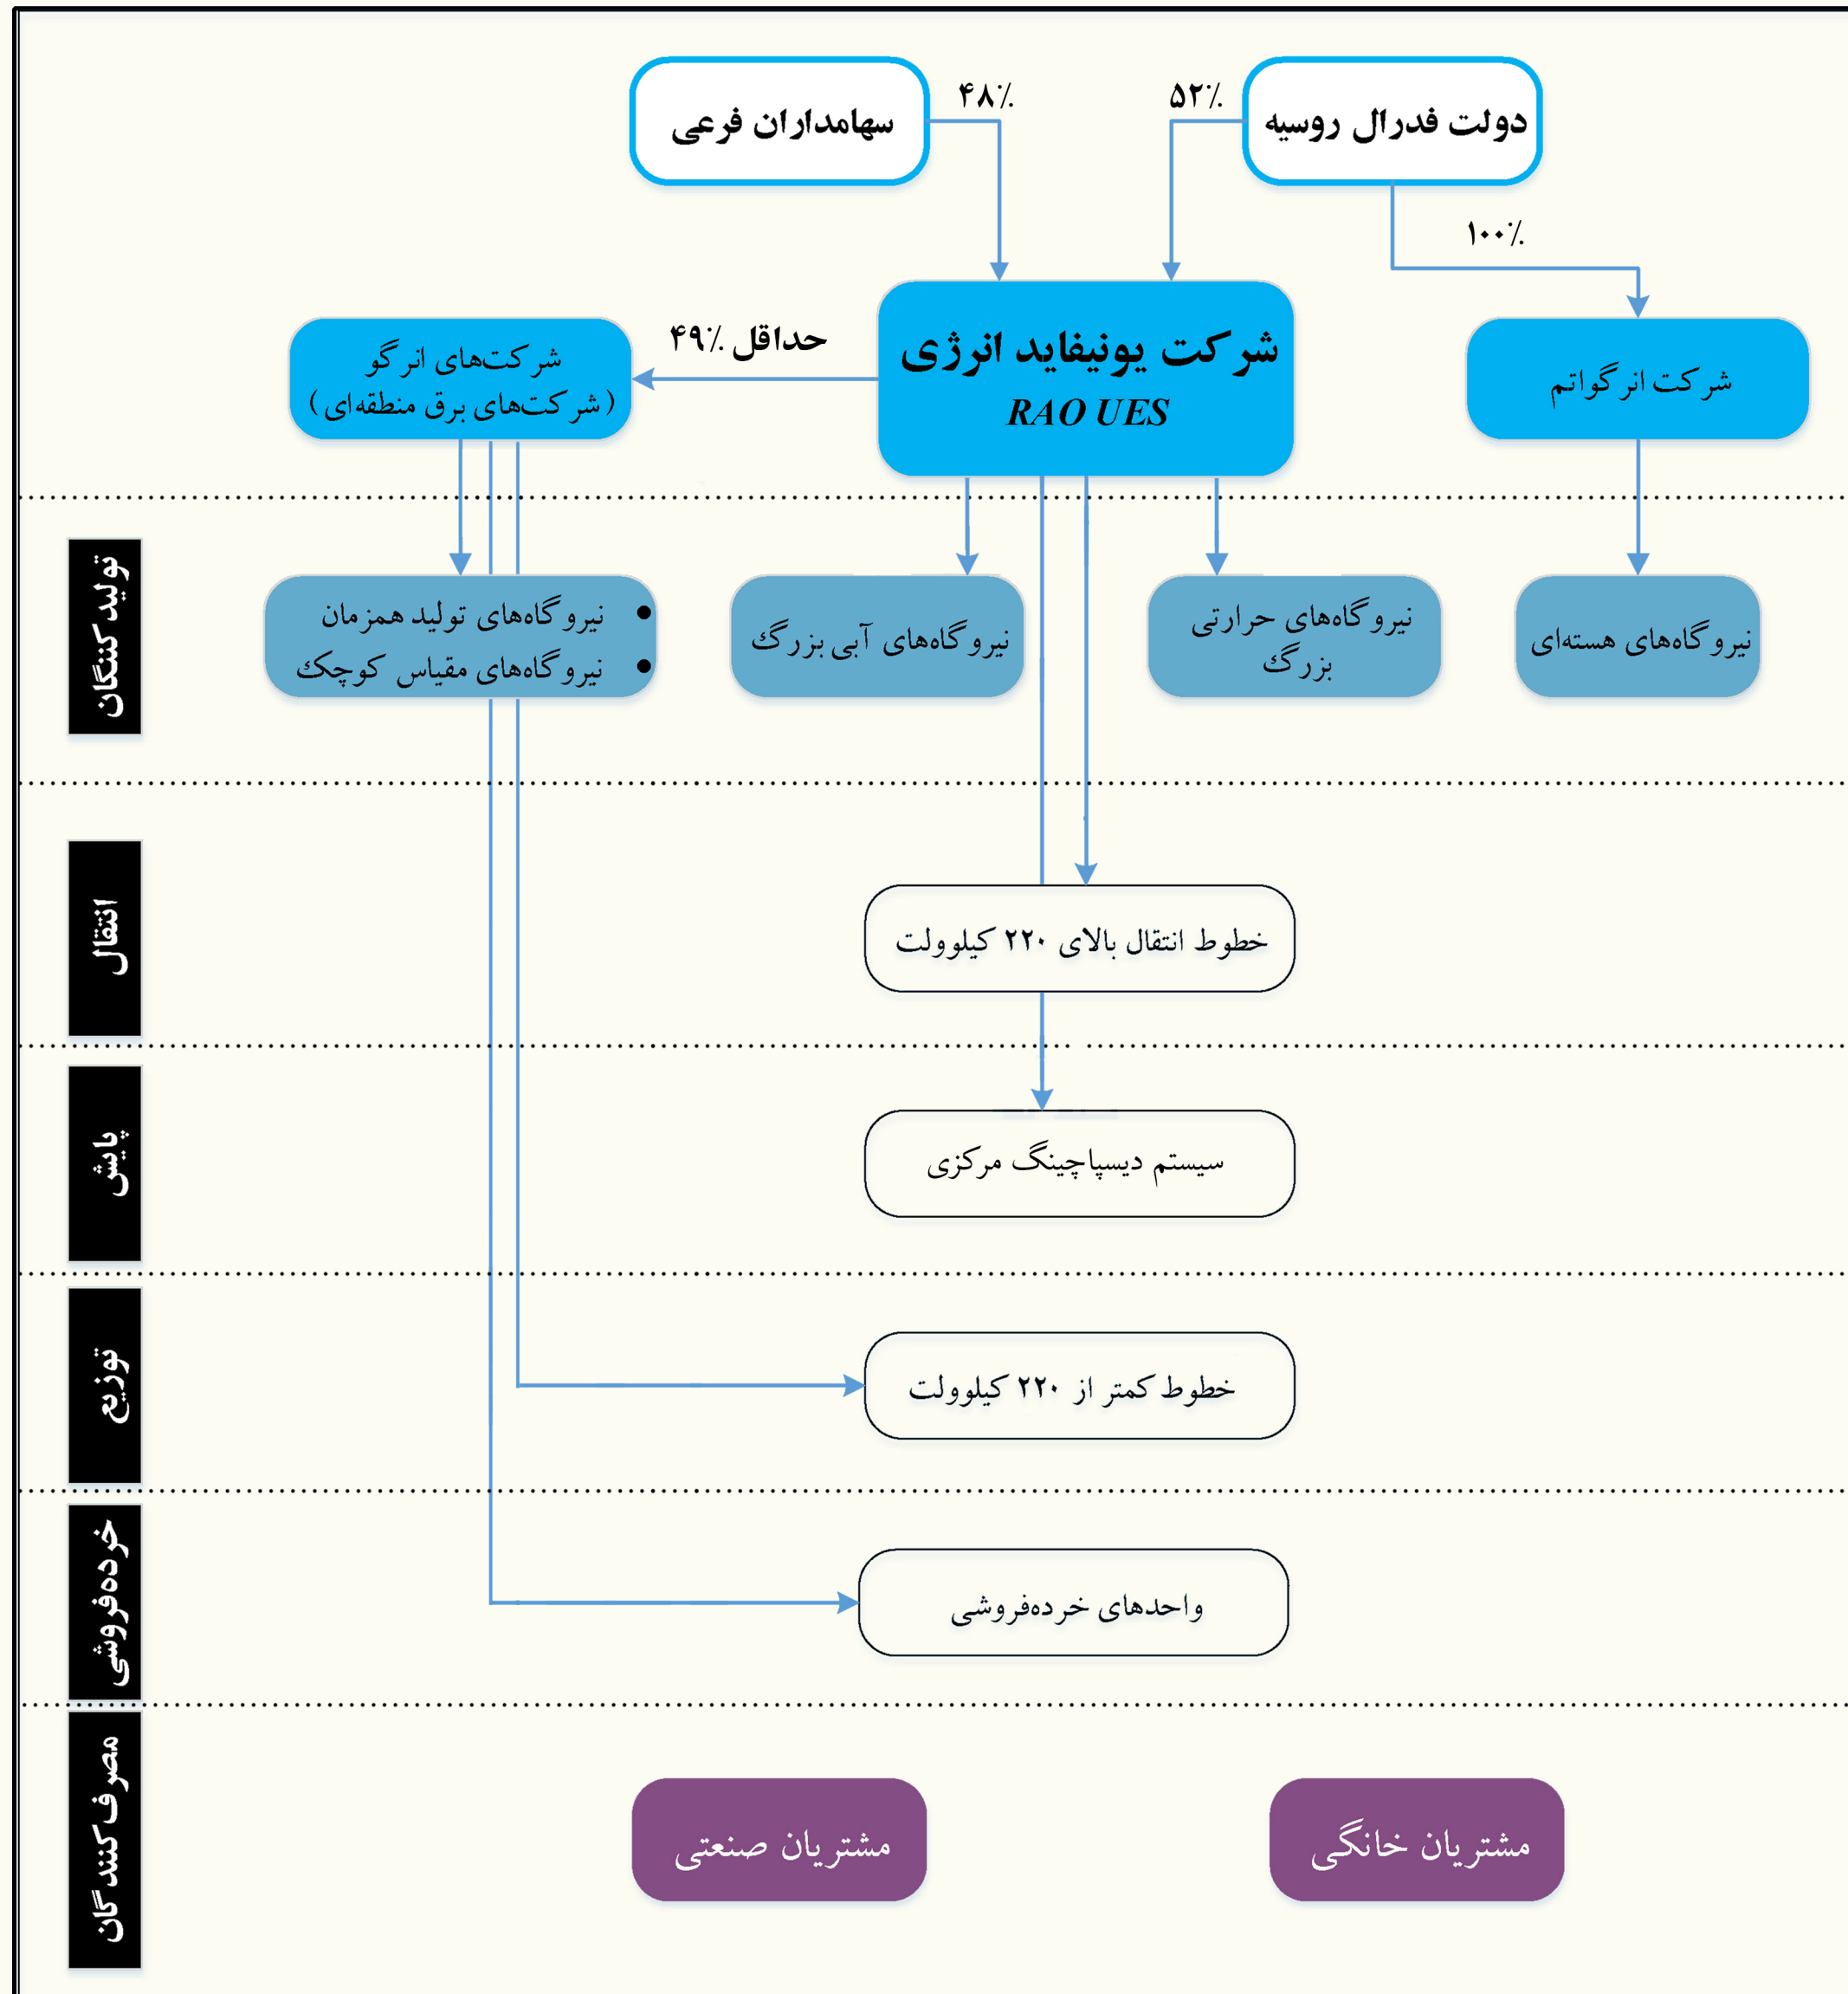 دولت فدرال روسیه
سهامداران فرعی
۵۲٪
۴۸٪
۱۰۰٪
شرکت انرگواتم
شرکت یونیفاید انرژی
RAO UES
حداقل ۴۹٪
شرکت‌های انرگو
(شرکت‌های برق منطقه‌ای)
تولید کننگان
نیروگاه‌های هسته‌ای
نیروگاه‌های حرارتی
بزرگ
نیروگاه‌های آبی بزرگ
• نیروگاه‌های تولید همزمان
• نیروگاه‌های مقیاس کوچک
انتقال
خطوط انتقال بالای ۲۲۰ کیلوولت
پایش
سیستم دیسپاچینگ مرکزی
توزیع
خطوط کمتر از ۲۲۰ کیلوولت
خرده‌فروشی
واحدهای خرده‌فروشی
مصرف کنندگان
مشتریان خانگی
مشتریان صنعتی